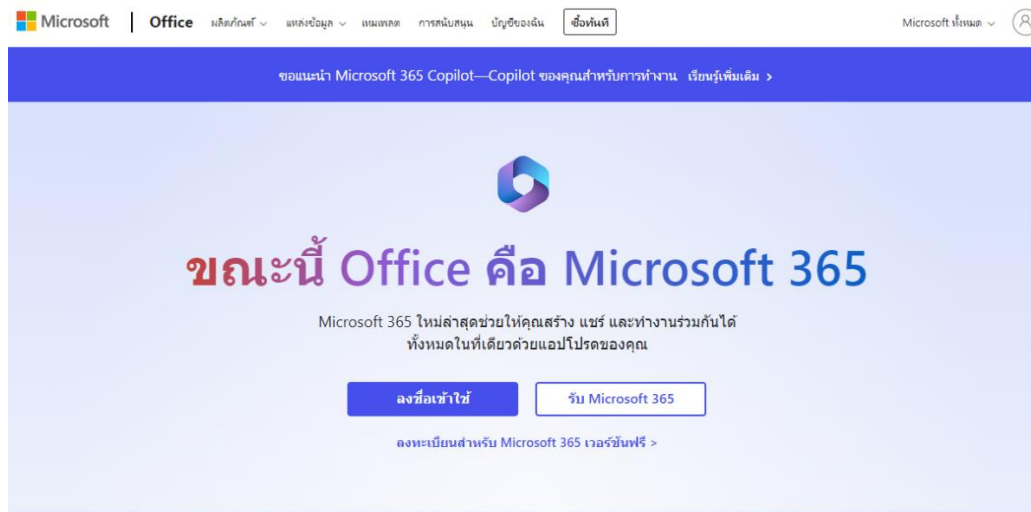 Microsoft Office ผลิตภัณฑ์ แหล่งข้อมูล เทมเพลต การสนับสนุน บัญชีของฉัน ซื้อทันที Microsoft ทั้งหมด
ขอแนะนำ Microsoft 365 Copilot—Copilot ของคุณสำหรับการทำงาน เรียนรู้เพิ่มเติม >
ขณะนี้ Office คือ Microsoft 365
Microsoft 365 ใหม่ล่าสุดช่วยให้คุณสร้าง แชร์ และทำงานร่วมกันได้
ทั้งหมดในที่เดียวด้วยแอปโปรดของคุณ
ลงชื่อเข้าใช้ รับ Microsoft 365
ลงทะเบียนสำหรับ Microsoft 365 เวอร์ชันฟรี >